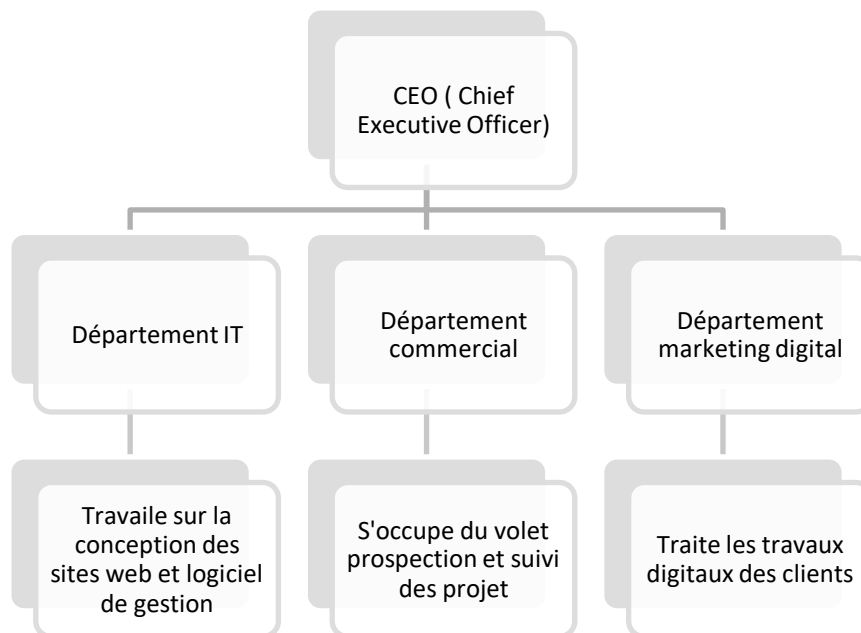 CEO ( Chief
Executive Officer)
Département IT
Département
commercial
Département
marketing digital
Travaile sur la
conception des
sites web et logiciel
de gestion
S'occupe du volet
prospection et suivi
des projet
Traite les travaux
digitaux des clients